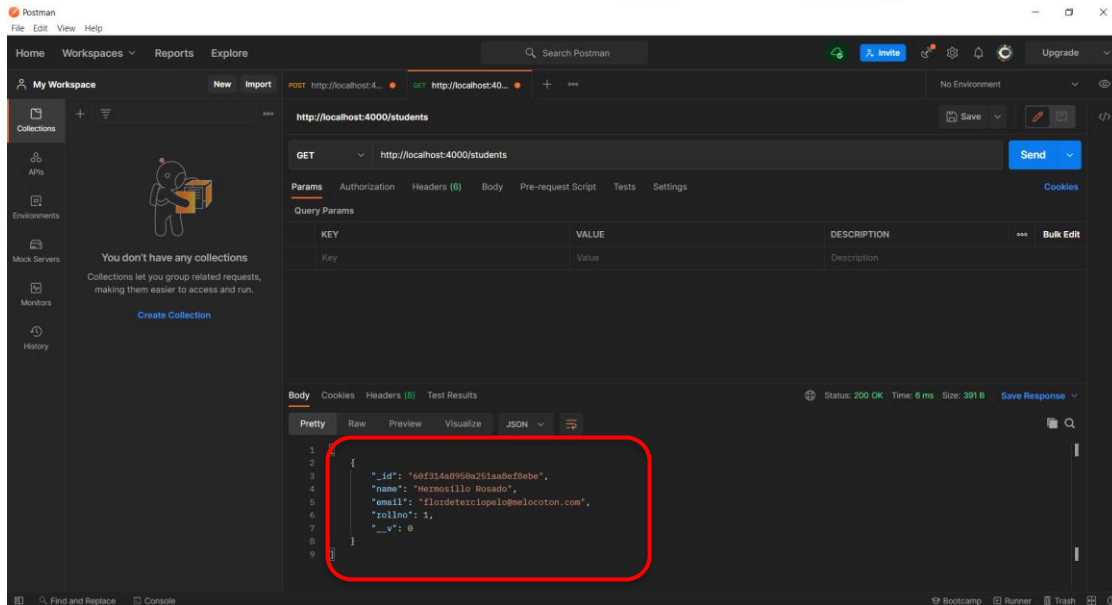 Postman
File Edit View Help
Home Workspaces Reports Explore Search Postman Invite Upgrade
My Workspace New Import POST http://localhost:4... GET http://localhost:40... + ooo No Environment
Collections
APIs
Environments
Mock Servers
Monitors
History
You don't have any collections
Collections let you group related requests,
making them easier to access and run.
Create Collection
http://localhost:4000/students Save
GET http://localhost:4000/students Send
Params Authorization Headers (6) Body Pre-request Script Tests Settings Cookies
Query Params
KEY VALUE DESCRIPTION ooo Bulk Edit
Key Value Description
Body Cookies Headers (8) Test Results Status: 200 OK Time: 6 ms Size: 391 B Save Response
Pretty Raw Preview Visualize JSON
1 [
2 {
3 "_id": "60f314a8950a251aa8ef8ebe",
4 "name": "Hermosillo Rosado",
5 "email": "flordeterciopelo@melocoton.com",
6 "rollno": 1,
7 "__v": 0
8 }
9 ]
Find and Replace Console Bootcamp Runner Trash